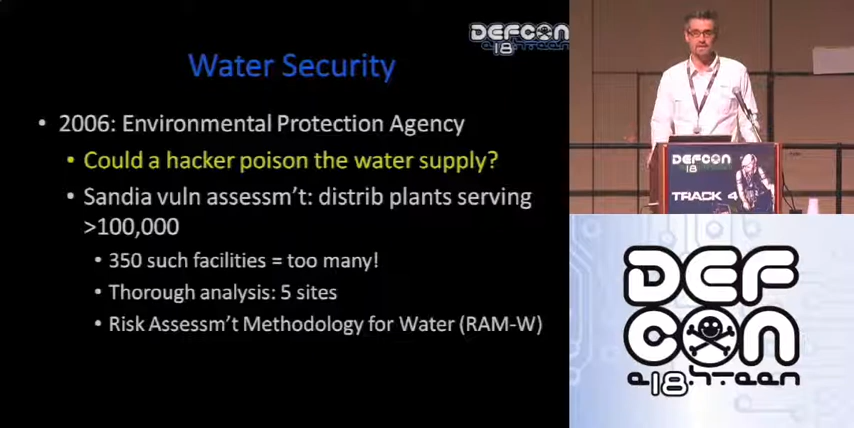 DEFCON
18
Water Security
• 2006: Environmental Protection Agency
• Could a hacker poison the water supply?
• Sandia vuln assessm't: distrib plants serving
>100,000
• 350 such facilities = too many!
• Thorough analysis: 5 sites
• Risk Assessm't Methodology for Water (RAM-W)
DEFCON
18
TRACK 4
DEF
CON
18